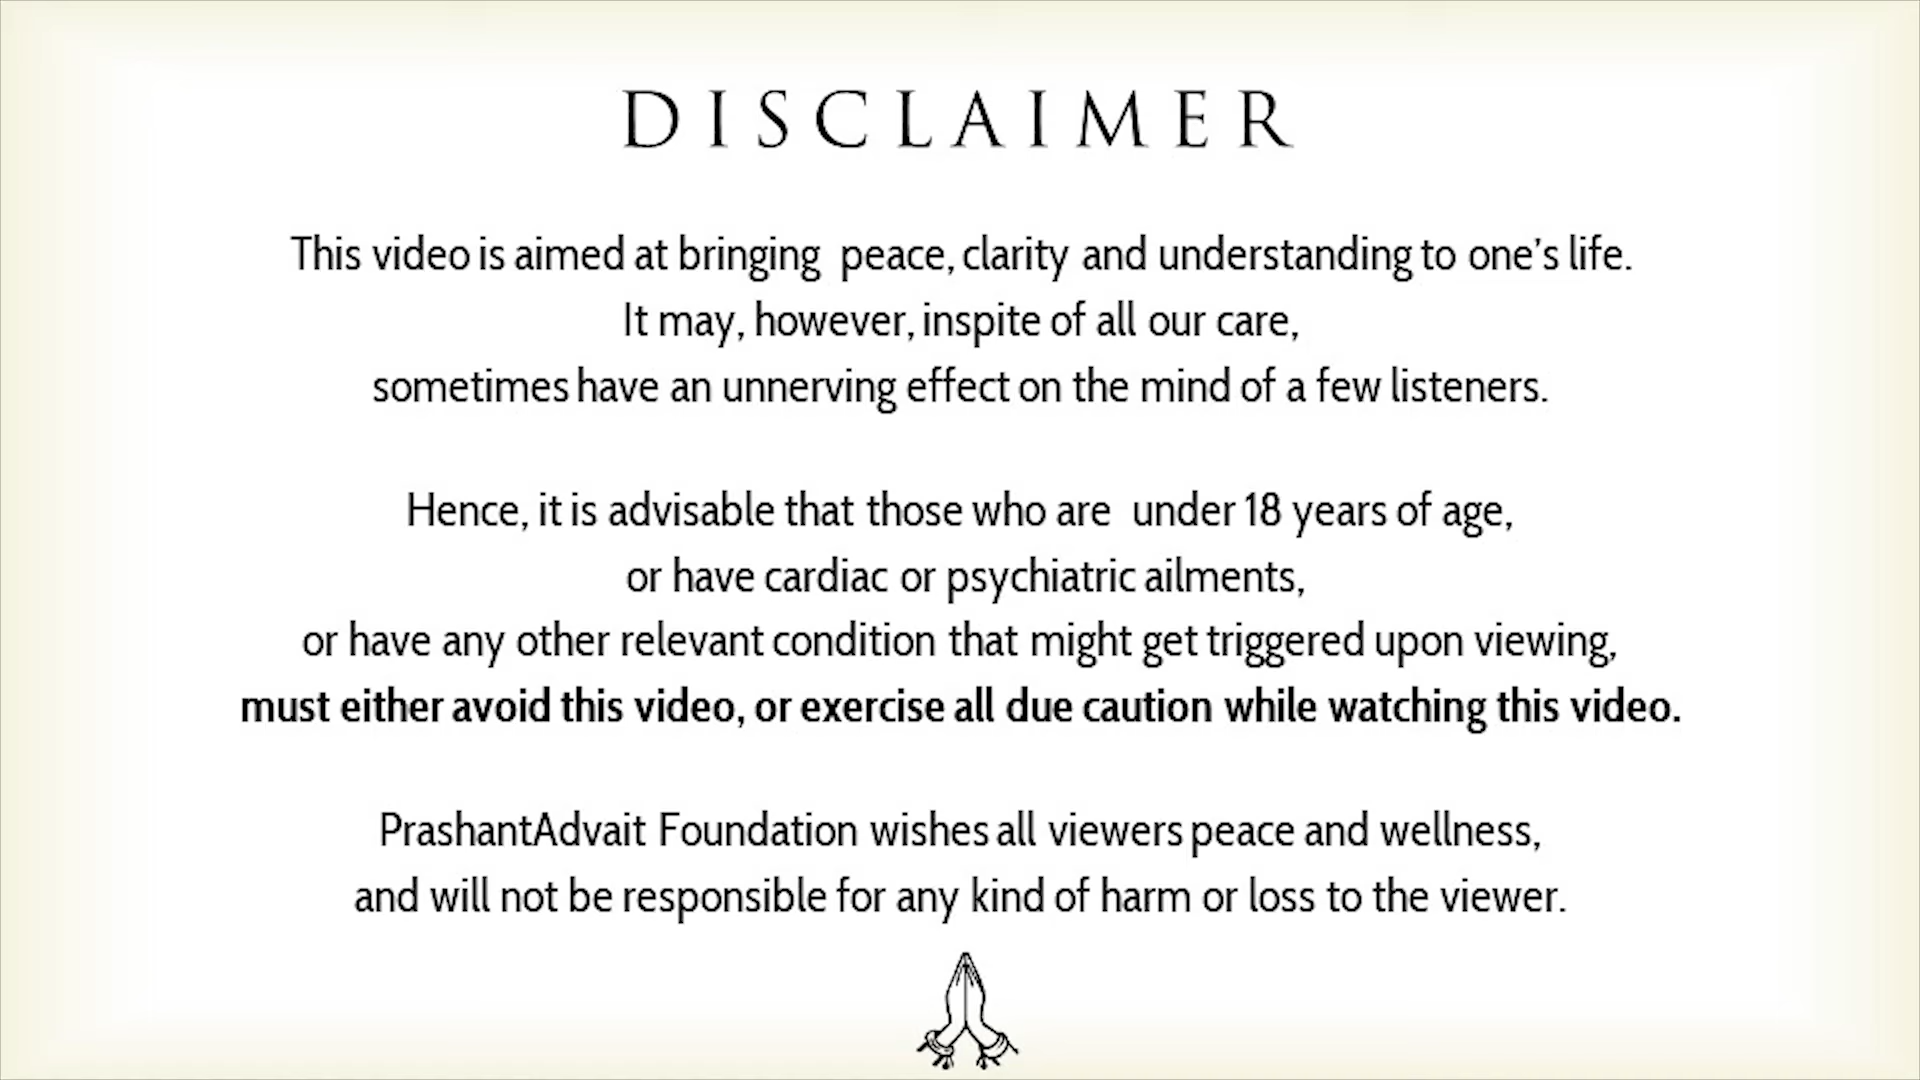 DISCLAIMER
This video is aimed at bringing peace, clarity and understanding to one's life.
It may, however, inspite of all our care,
sometimes have an unnerving effect on the mind of a few listeners.
Hence, it is advisable that those who are under 18 years of age,
or have cardiac or psychiatric ailments,
or have any other relevant condition that might get triggered upon viewing,
must either avoid this video, or exercise all due caution while watching this video.
PrashantAdvait Foundation wishes all viewers peace and wellness,
and will not be responsible for any kind of harm or loss to the viewer.